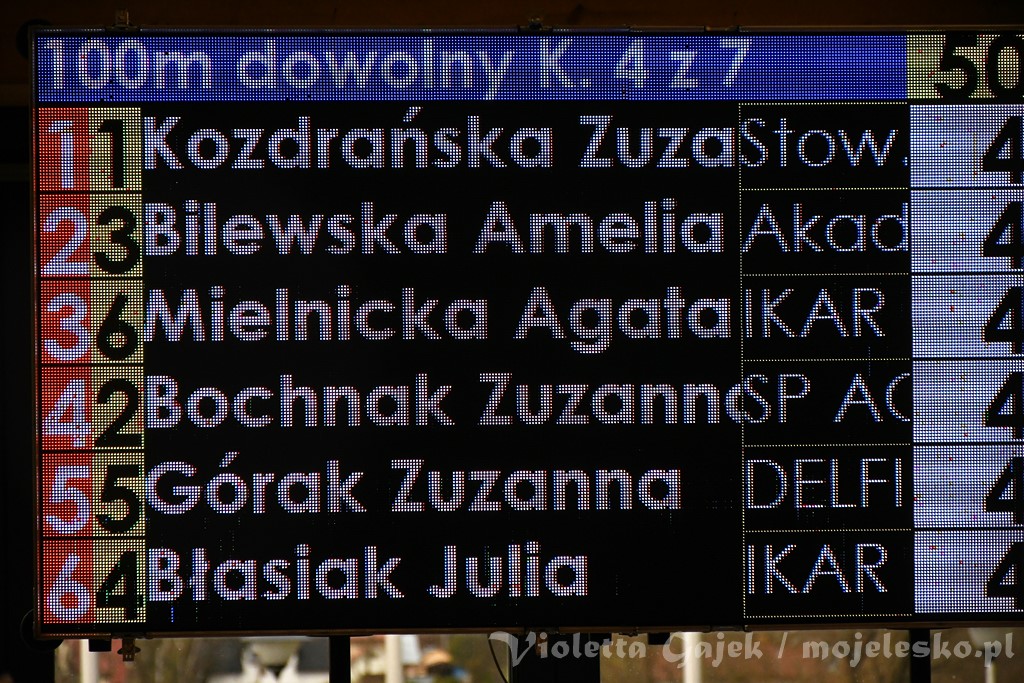 100m dowolny K. 4 z 7 50
1 1 Kozdrańska Zuza Stow. 4
2 3 Bilewska Amelia Akad 4
3 6 Mielnicka Agata IKAR 4
4 2 Bochnak Zuzanna SP AC 4
5 5 Górak Zuzanna DELFI 4
6 4 Błasiak Julia IKAR 4
Violetta Gajek / mojelesko.pl